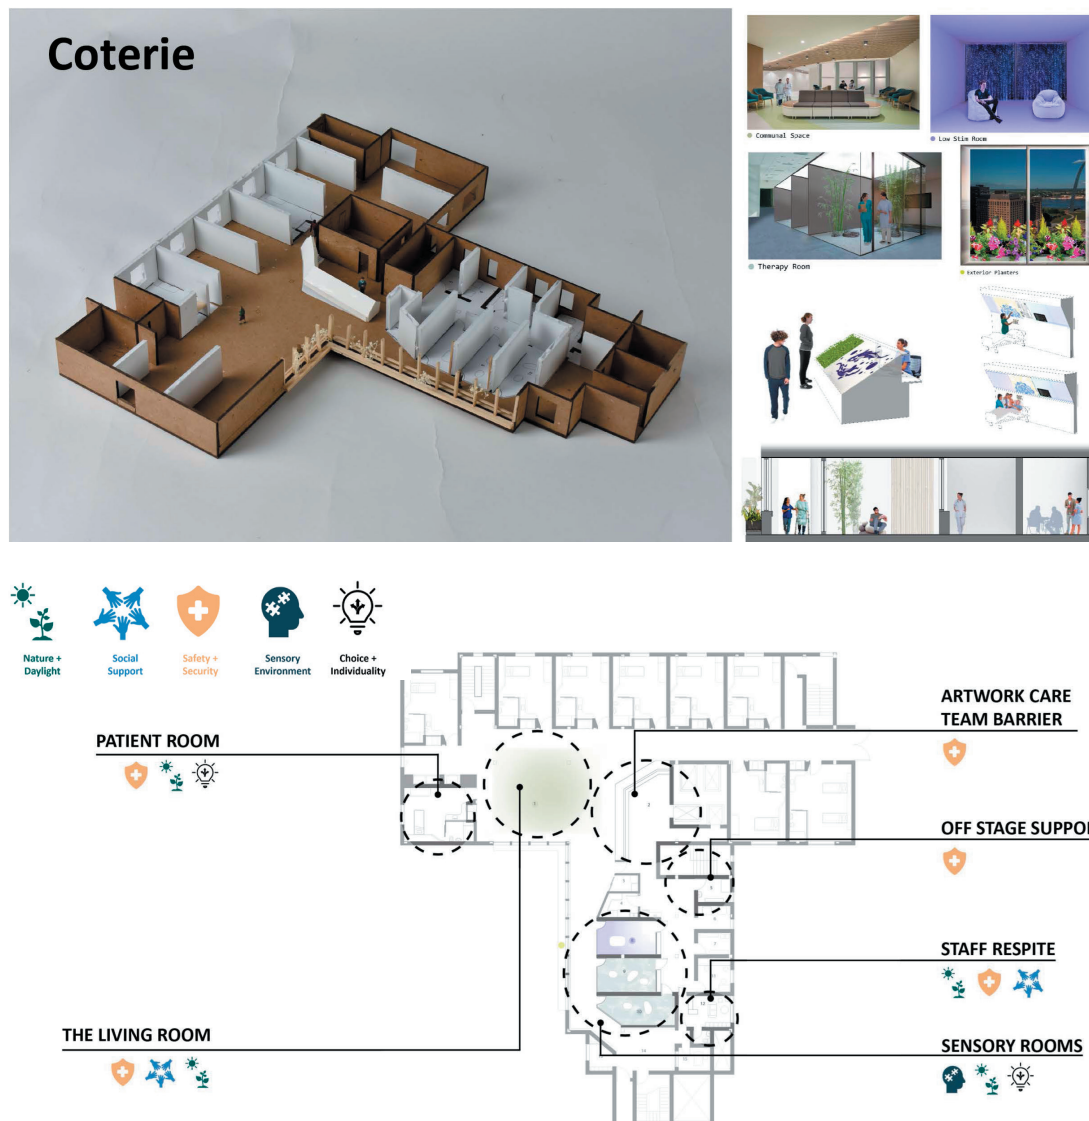 Coterie
Communal Space
Low Stim Room
Therapy Room
Exterior Planters
Nature +
Daylight
Social
Support
Safety +
Security
Sensory
Environment
Choice +
Individuality
PATIENT ROOM
ARTWORK CARE
TEAM BARRIER
OFF STAGE SUPPO
STAFF RESPITE
THE LIVING ROOM
SENSORY ROOMS